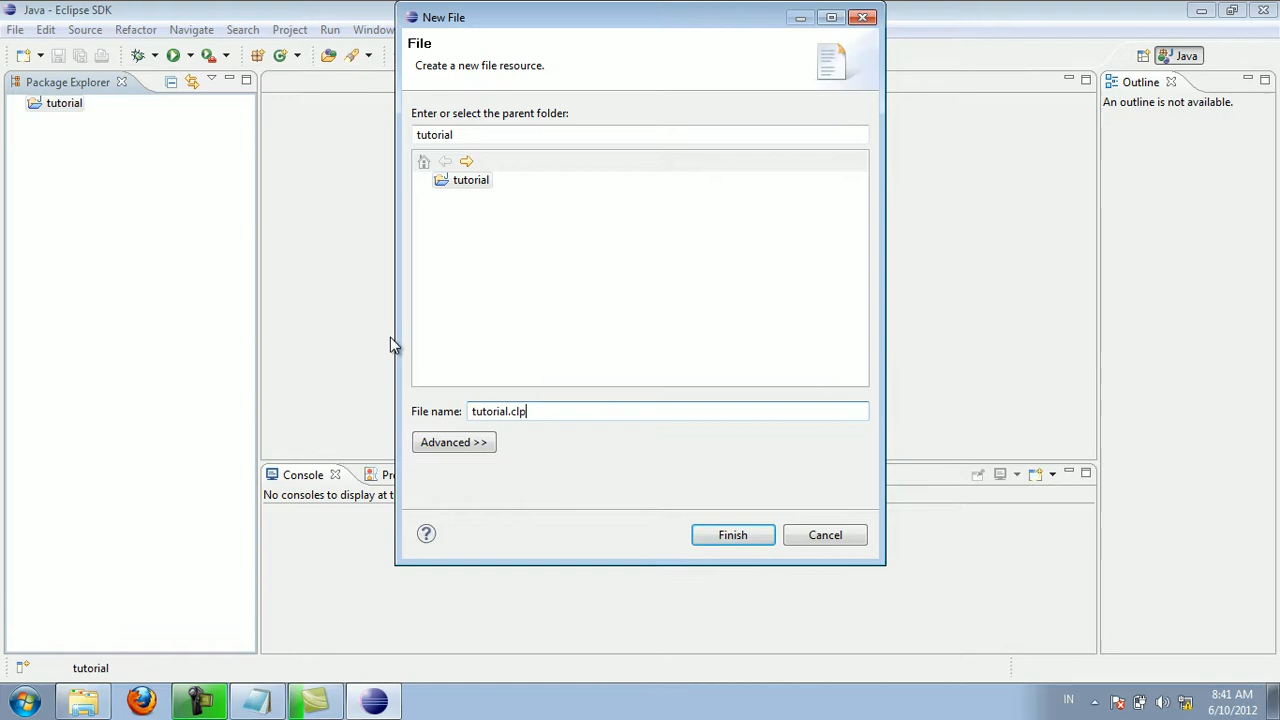 Java - Eclipse SDK
File Edit Source Refactor Navigate Search Project Run Window
Java
Package Explorer
tutorial
New File
File
Create a new file resource.
Enter or select the parent folder:
tutorial
tutorial
File name: tutorial.clp
Advanced >>
Finish
Cancel
Outline
An outline is not available.
Console
Pr
No consoles to display at t
tutorial
IN
8:41 AM
6/10/2012